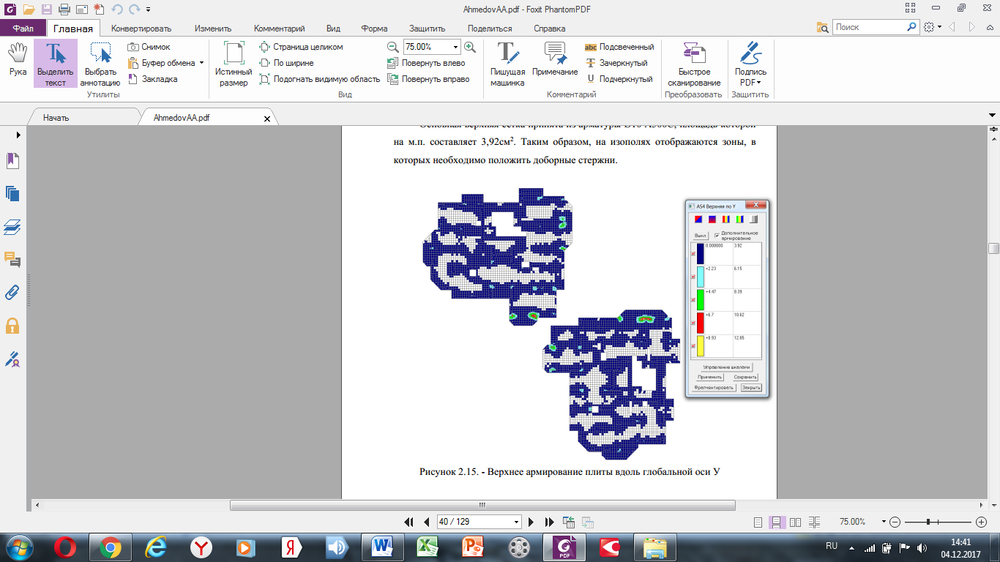 AhmedovAA.pdf - Foxit PhantomPDF
Файл
Главная
Конвертировать
Изменить
Комментарий
Вид
Форма
Защитить
Поделиться
Справка
Поиск
Рука
Выделить
текст
Выбрать
аннотацию
Снимок
Буфер обмена
Закладка
Утилиты
Истинный
размер
Страница целиком
По ширине
Подогнать видимую область
75.00%
Повернуть влево
Повернуть вправо
Вид
Пишущая
машинка
Примечание
Подсвеченный
Зачеркнутый
Подчеркнутый
Комментарий
Быстрое
сканирование
Преобразовать
Подпись
PDF
Защитить
Начать
AhmedovAA.pdf
на м.п. составляет 3,92см². Таким образом, на изополях отображаются зоны, в
которых необходимо положить доборные стержни.
AS4 Верхняя по Y
Выкл.
Дополнительное
армирование
0.000000 3.92
+2.23 6.15
+4.47 8.39
+6.7 10.62
+8.93 12.85
Управление шкалами
Применить
Сохранить
Фрагментировать
Закрыть
Рисунок 2.15. - Верхнее армирование плиты вдоль глобальной оси У
40 / 129
75.00%
RU
14:41
04.12.2017